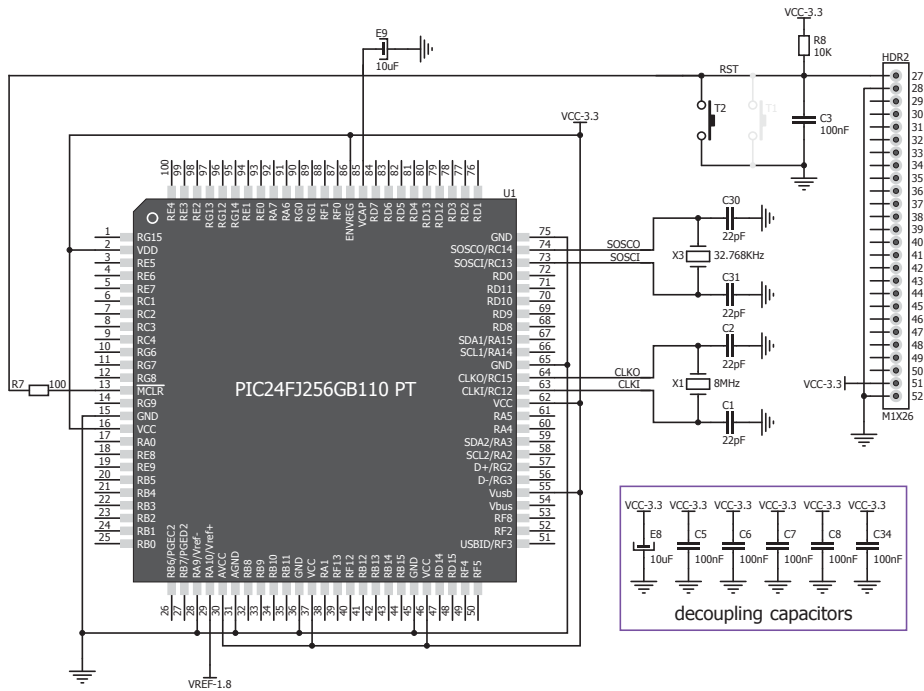 VCC-3.3
E9
10uF
R8
10K
HDR2
RST
T2
T1
C3
100nF
27
28
29
30
31
32
33
34
35
36
37
38
39
40
41
42
43
44
45
46
47
48
49
50
51
52
VCC-3.3
M1X26
VCC-3.3
100
99
98
97
96
95
94
93
92
91
90
89
88
87
86
85
84
83
82
81
80
79
78
77
76
RE4
RE3
RE2
RG13
RG12
RG14
RE1
RE0
RA7
RA6
RG0
RG1
RF1
RF0
ENVREG
VCAP
RD7
RD6
RD5
RD4
RD13
RD12
RD3
RD2
RD1
U1
1 RG15
2 VDD
3 RE5
4 RE6
5 RE7
6 RC1
7 RC2
8 RC3
9 RC4
10 RG6
11 RG7
12 RG8
13 MCLR
14 RG9
15 GND
16 VCC
17 RA0
18 RE8
19 RE9
20 RB5
21 RB4
22 RB3
23 RB2
24 RB1
25 RB0
R7
100
PIC24FJ256GB110 PT
GND 75
SOSCO/RC14 74
SOSCI/RC13 73
RD0 72
RD11 71
RD10 70
RD9 69
RD8 68
SDA1/RA15 67
SCL1/RA14 66
GND 65
CLKO/RC15 64
CLKI/RC12 63
VCC 62
RA5 61
RA4 60
SDA2/RA3 59
SCL2/RA2 58
D+/RG2 57
D-/RG3 56
Vusb 55
Vbus 54
RF8 53
RF2 52
USBID/RF3 51
SOSCO
SOSCI
C30
22pF
X3
32.768KHz
C31
22pF
CLKO
CLKI
C2
22pF
X1
8MHz
C1
22pF
RB6/PGEC2
RB7/PGED2
RA9/Vref-
RA10/Vref+
AVCC
AGND
RB8
RB9
RB10
RB11
GND
VCC
RA1
RF13
RF12
RB12
RB13
RB14
RB15
GND
VCC
RD14
RD15
RF4
RF5
26
27
28
29
30
31
32
33
34
35
36
37
38
39
40
41
42
43
44
45
46
47
48
49
50
VREF-1.8
VCC-3.3 VCC-3.3 VCC-3.3 VCC-3.3 VCC-3.3 VCC-3.3
E8 C5 C6 C7 C8 C34
10uF 100nF 100nF 100nF 100nF 100nF
decoupling capacitors